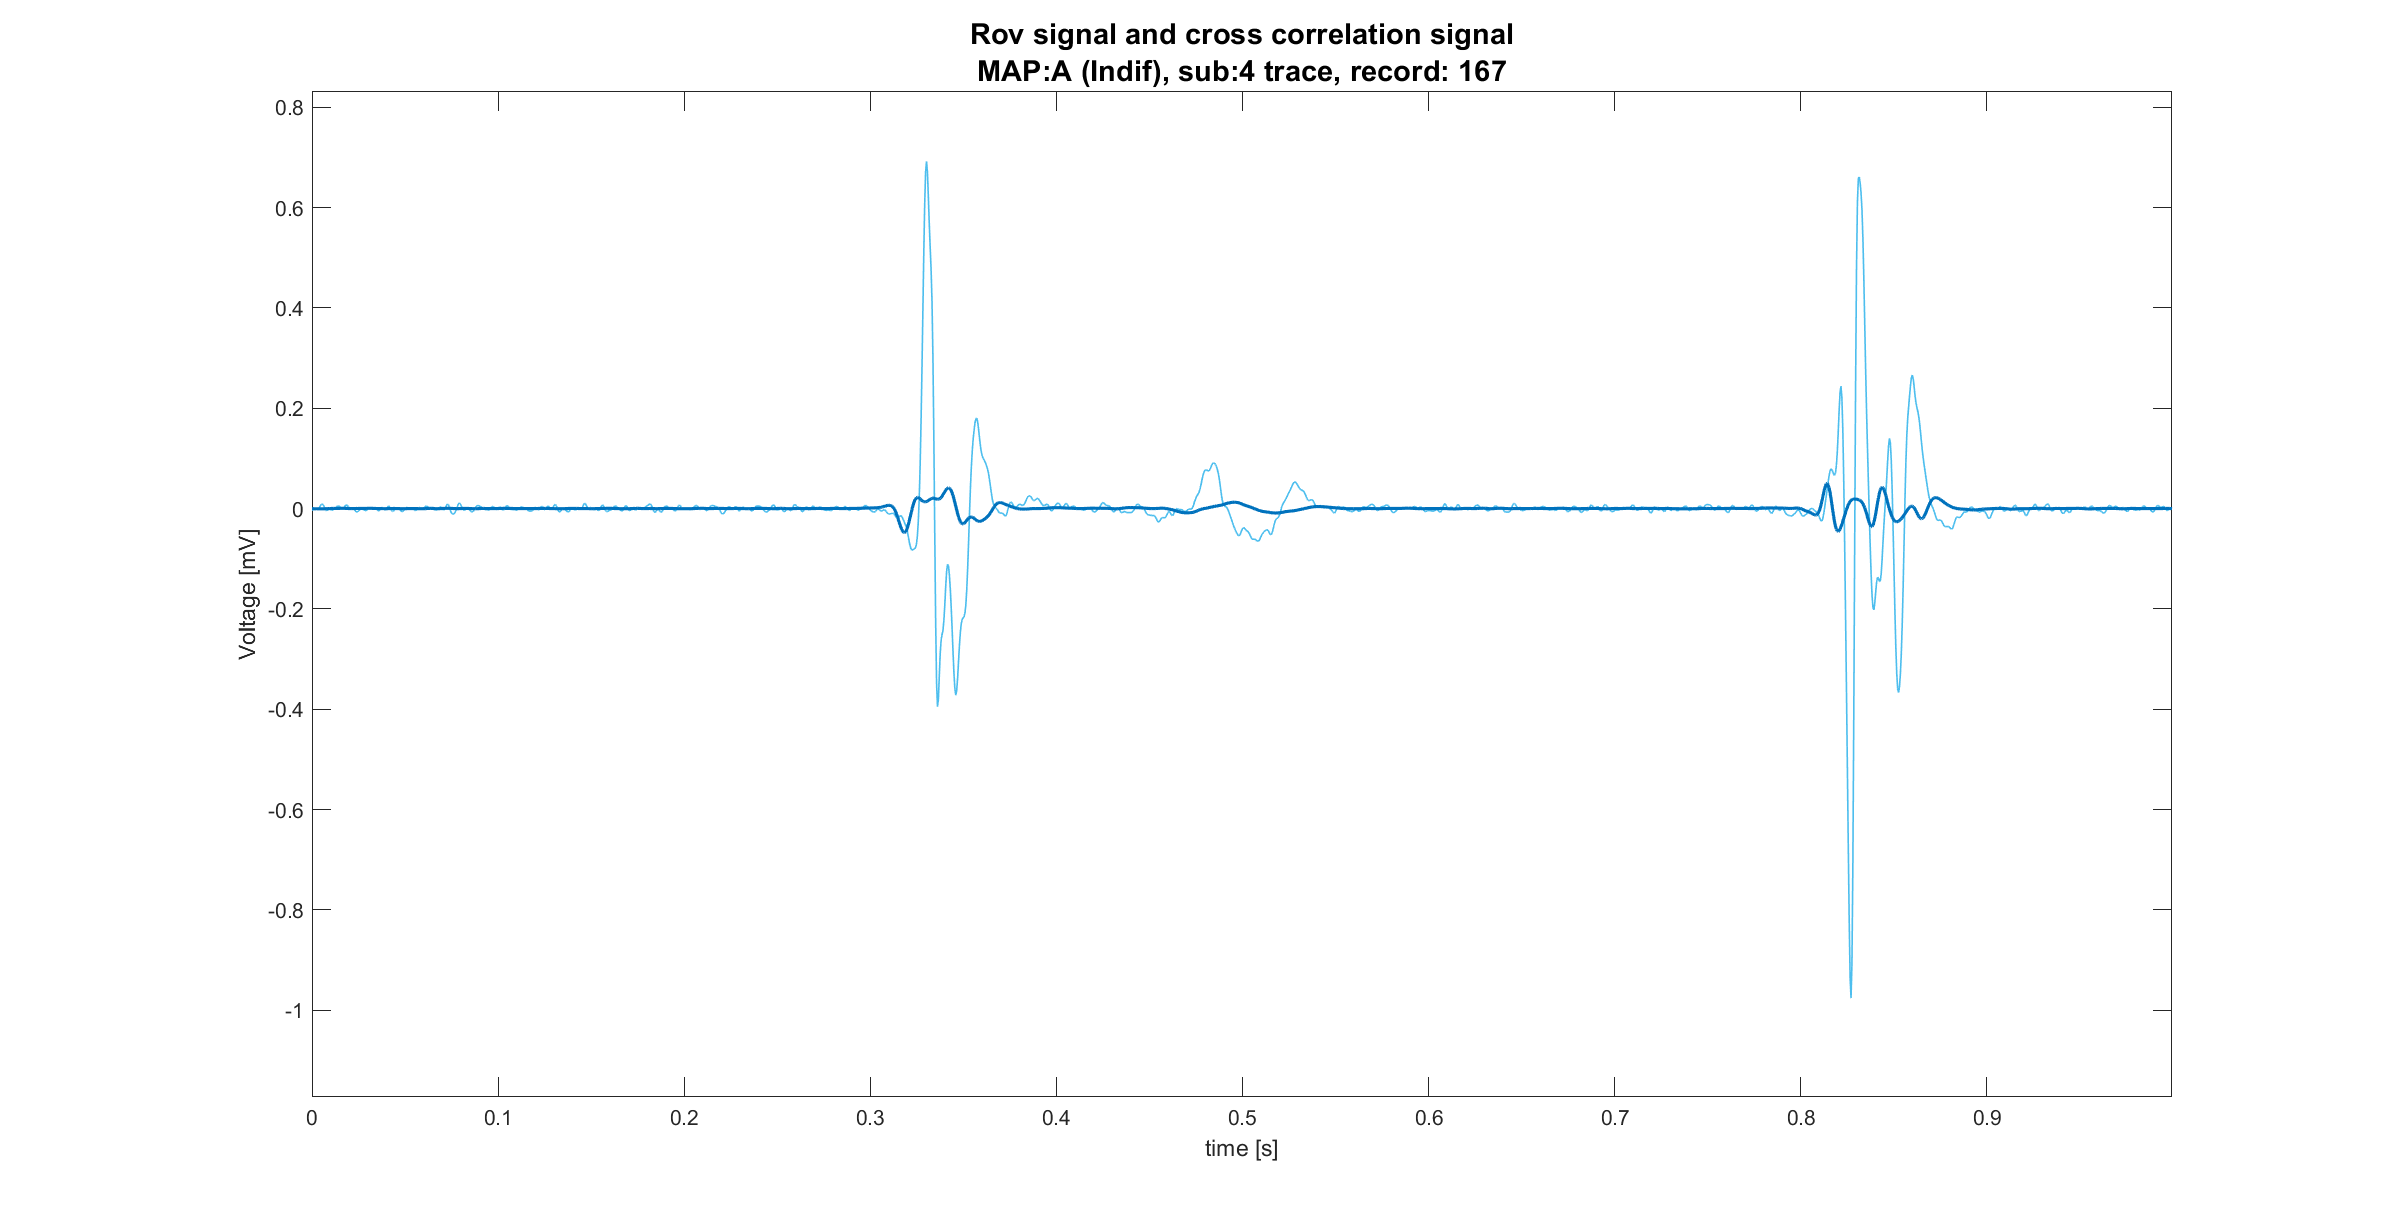 Rov signal and cross correlation signal
MAP:A (Indif), sub:4 trace, record: 167
0.8
0.6
0.4
0.2
0
-0.2
-0.4
-0.6
-0.8
-1
Voltage [mV]
0 0.1 0.2 0.3 0.4 0.5 0.6 0.7 0.8 0.9
time [s]